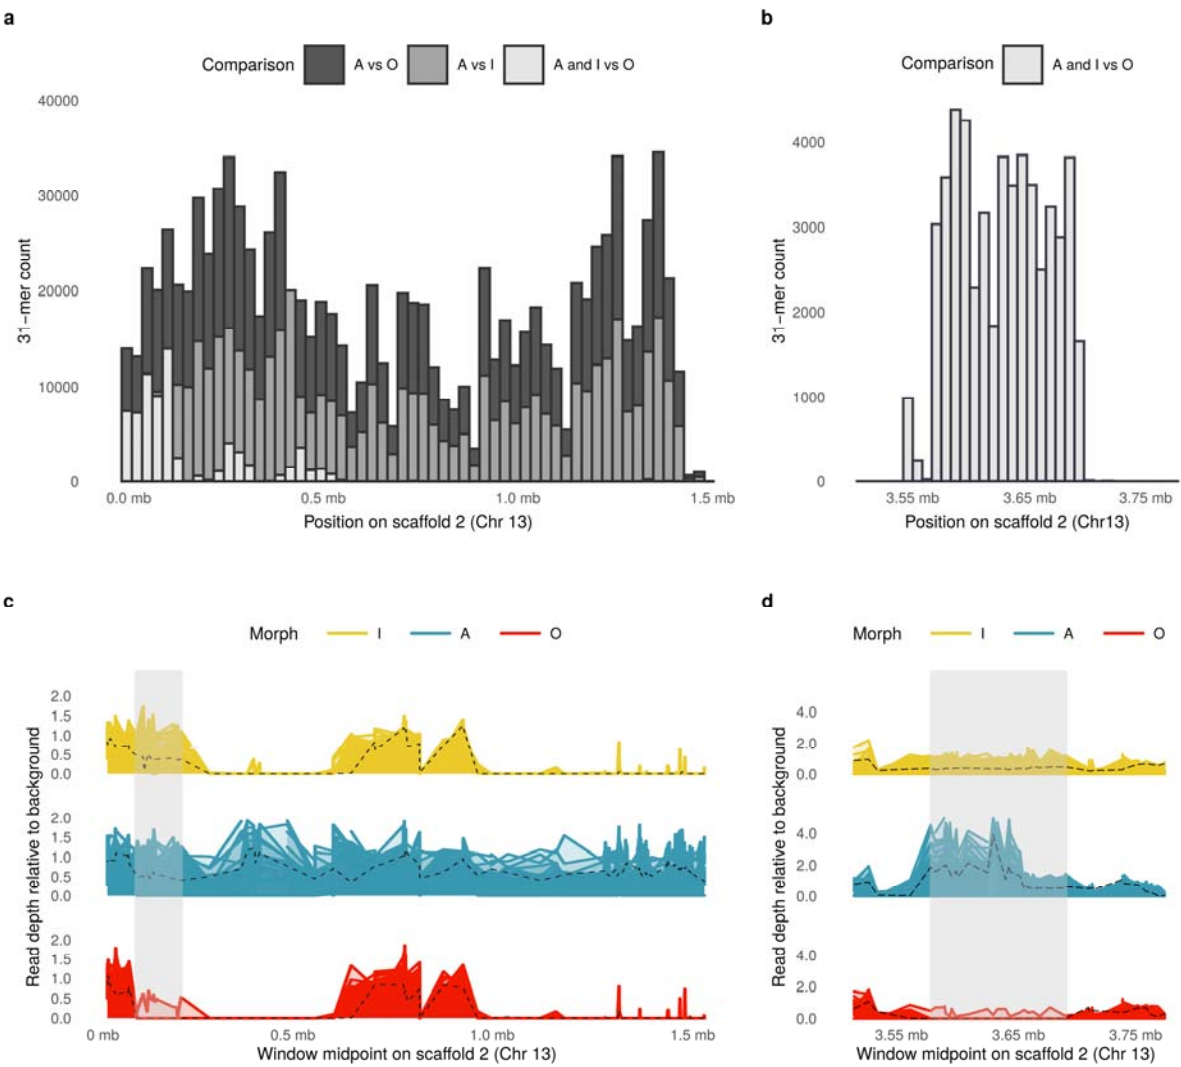 a
Comparison A vs O A vs I A and I vs O
40000
30000
20000
10000
0
31-mer count
0.0 mb 0.5 mb 1.0 mb 1.5 mb
Position on scaffold 2 (Chr 13)
b
Comparison A and I vs O
4000
3000
2000
1000
0
31-mer count
3.55 mb 3.65 mb 3.75 mb
Position on scaffold 2 (Chr13)
c
Morph I A O
2.0
1.5
1.0
0.5
0.0
2.0
1.5
1.0
0.5
0.0
2.0
1.5
1.0
0.5
0.0
Read depth relative to background
0 mb 0.5 mb 1.0 mb 1.5 mb
Window midpoint on scaffold 2 (Chr 13)
d
Morph I A O
4.0
2.0
0.0
4.0
2.0
0.0
4.0
2.0
0.0
Read depth relative to background
3.55 mb 3.65 mb 3.75 mb
Window midpoint on scaffold 2 (Chr 13)